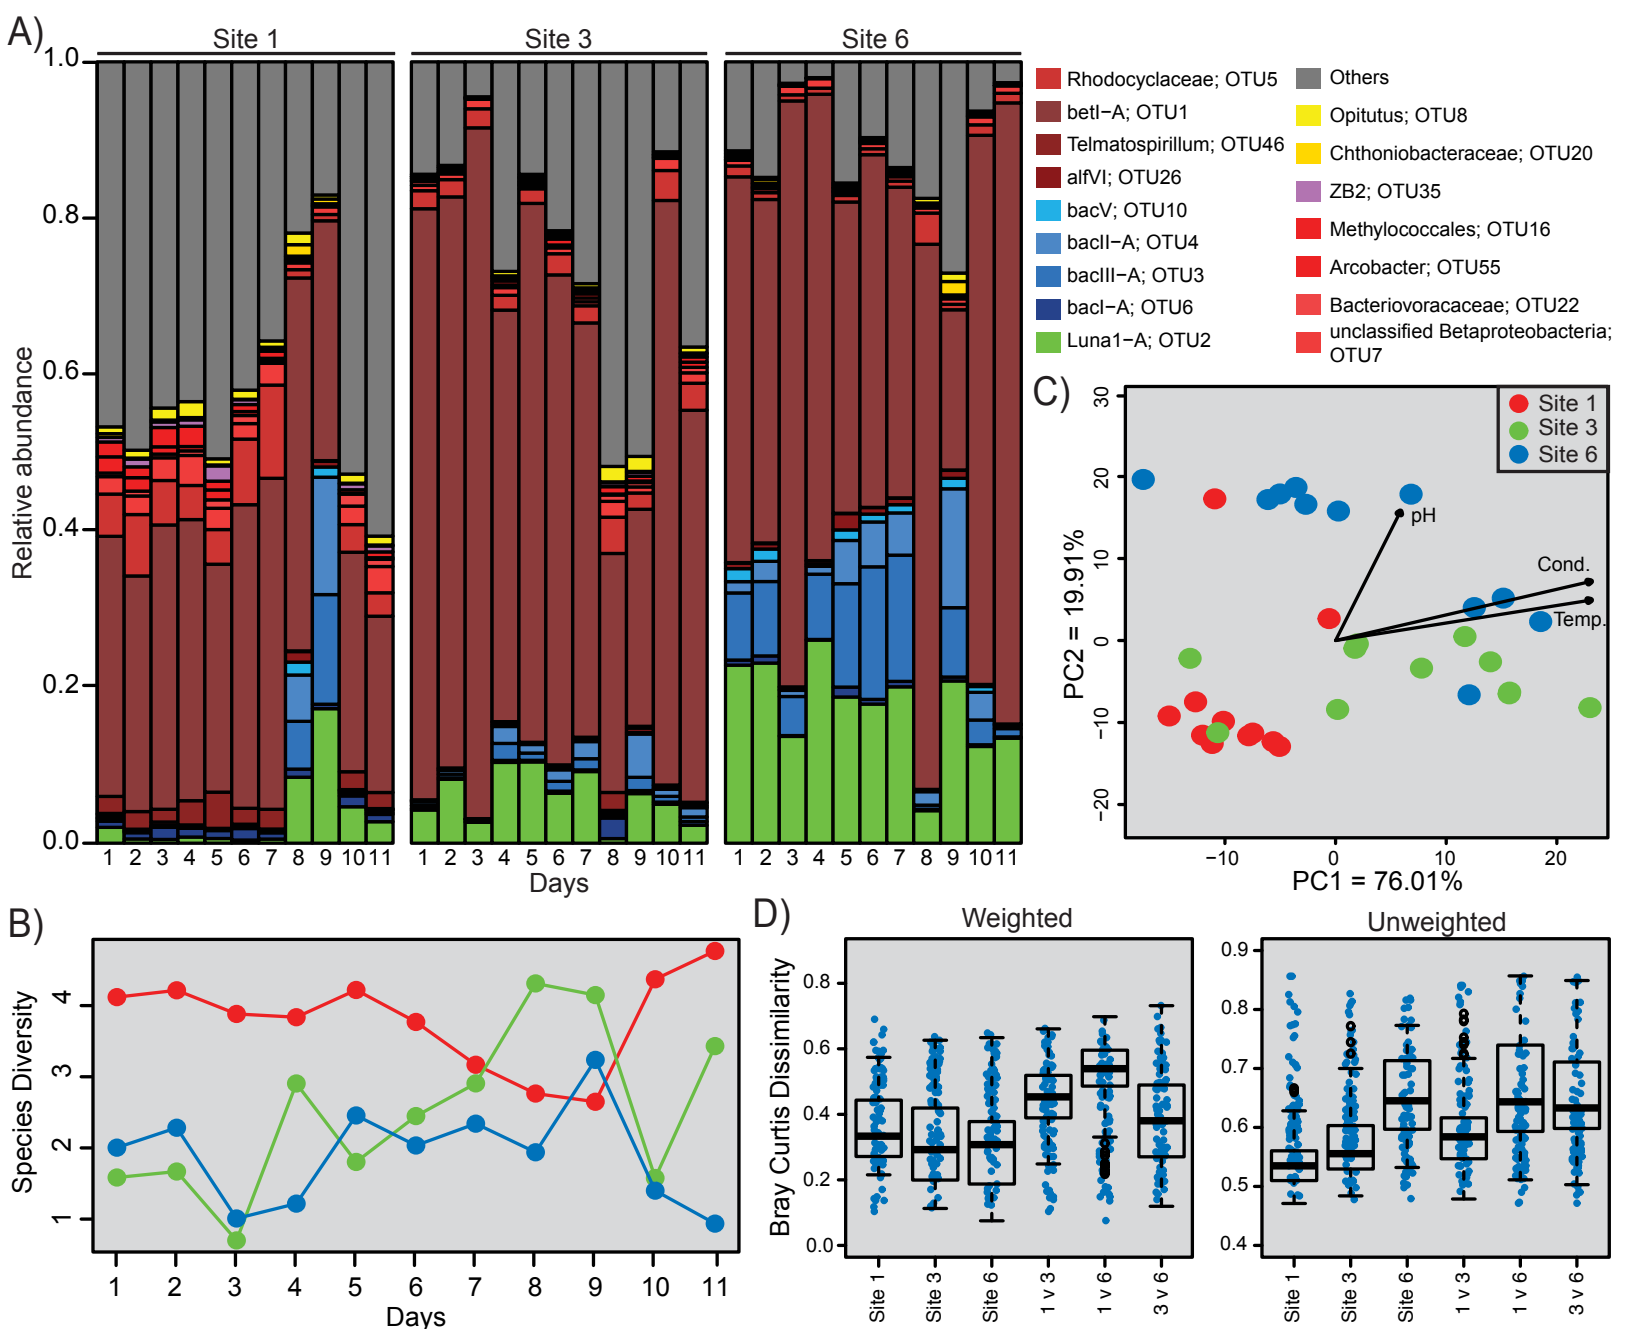 A)
Site 1
Site 3
Site 6
Relative abundance
1.0
0.8
0.6
0.4
0.2
0.0
1 2 3 4 5 6 7 8 9 10 11
1 2 3 4 5 6 7 8 9 10 11
1 2 3 4 5 6 7 8 9 10 11
Days
Rhodocyclaceae; OTU5
betI−A; OTU1
Telmatospirillum; OTU46
alfVI; OTU26
bacV; OTU10
bacII−A; OTU4
bacIII−A; OTU3
bacI−A; OTU6
Luna1−A; OTU2
Others
Opitutus; OTU8
Chthoniobacteraceae; OTU20
ZB2; OTU35
Methylococcales; OTU16
Arcobacter; OTU55
Bacteriovoracaceae; OTU22
unclassified Betaproteobacteria;
OTU7
C)
Site 1
Site 3
Site 6
pH
Cond.
Temp.
PC2 = 19.91%
30
20
10
0
−10
−20
−10 0 10 20
PC1 = 76.01%
B)
Species Diversity
4
3
2
1
1 2 3 4 5 6 7 8 9 10 11
Days
D)
Weighted
Bray Curtis Dissimilarity
0.8
0.6
0.4
0.2
0.0
Site 1
Site 3
Site 6
1 v 3
1 v 6
3 v 6
Unweighted
0.9
0.8
0.7
0.6
0.5
0.4
Site 1
Site 3
Site 6
1 v 3
1 v 6
3 v 6